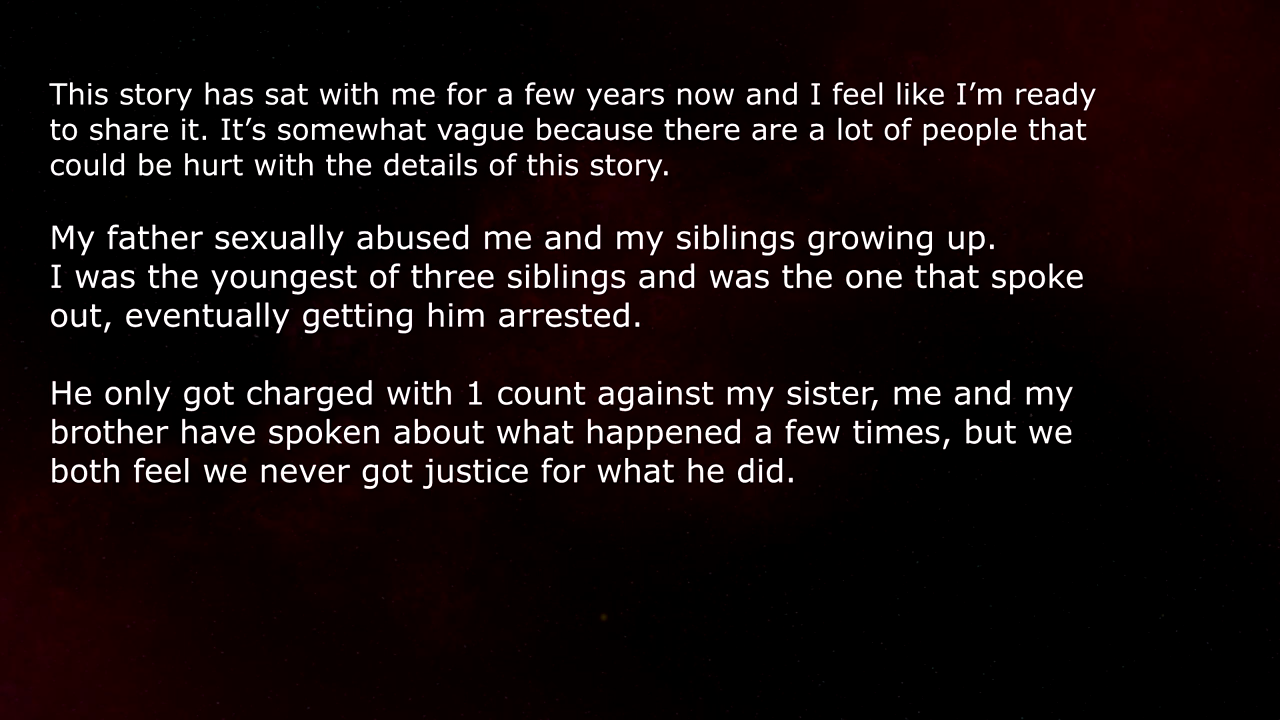 This story has sat with me for a few years now and I feel like I’m ready
to share it. It’s somewhat vague because there are a lot of people that
could be hurt with the details of this story.
My father sexually abused me and my siblings growing up.
I was the youngest of three siblings and was the one that spoke
out, eventually getting him arrested.
He only got charged with 1 count against my sister, me and my
brother have spoken about what happened a few times, but we
both feel we never got justice for what he did.